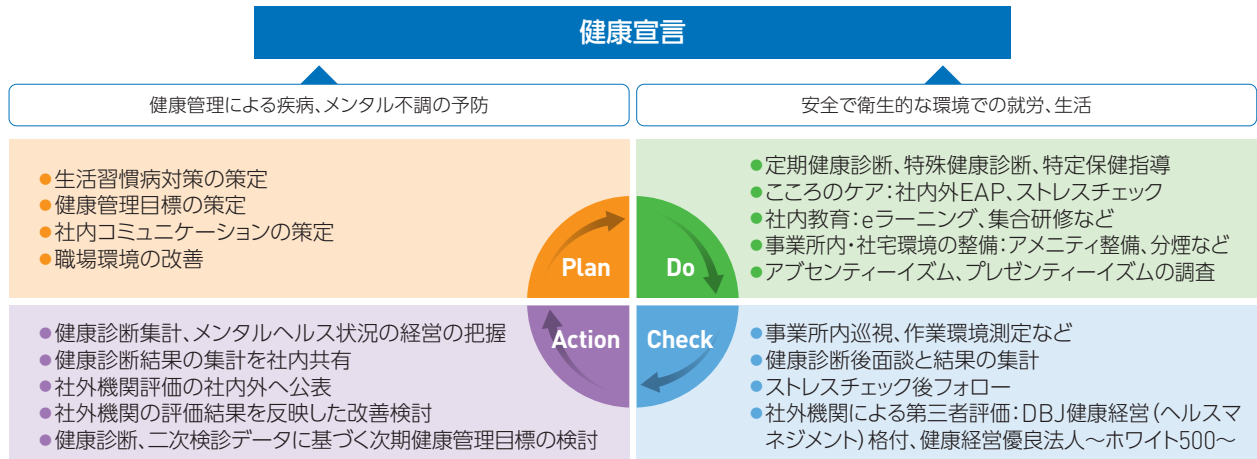 健康宣言
健康管理による疾病、メンタル不調の予防
安全で衛生的な環境での就労、生活
●生活習慣病対策の策定
●健康管理目標の策定
●社内コミュニケーションの策定
●職場環境の改善
Plan
Do
●定期健康診断、特殊健康診断、特定保健指導
●こころのケア：社内外EAP、ストレスチェック
●社内教育：eラーニング、集合研修など
●事業所内・社宅環境の整備：アメニティ整備、分煙など
●アブセンティーイズム、プレゼンティーイズムの調査
●健康診断集計、メンタルヘルス状況の経営の把握
●健康診断結果の集計を社内共有
●社外機関評価の社内外へ公表
●社外機関の評価結果を反映した改善検討
●健康診断、二次検診データに基づく次期健康管理目標の検討
Action
Check
●事業所内巡視、作業環境測定など
●健康診断後面談と結果の集計
●ストレスチェック後フォロー
●社外機関による第三者評価：DBJ健康経営（ヘルスマ
ネジメント）格付、健康経営優良法人～ホワイト500～